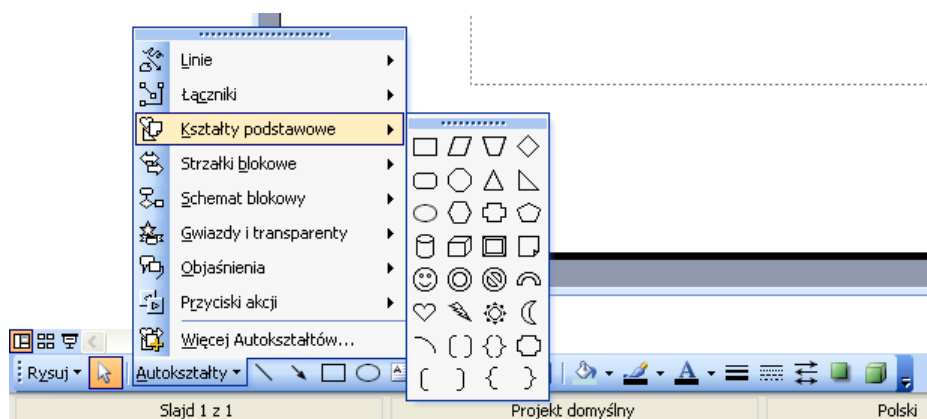 Linie
Łączniki
Kształty podstawowe
Strzałki blokowe
Schemat blokowy
Gwiazdy i transparenty
Objaśnienia
Przyciski akcji
Więcej Autokształtów...
Rysuj Autokształty A
Slajd 1 z 1 Projekt domyślny Polski